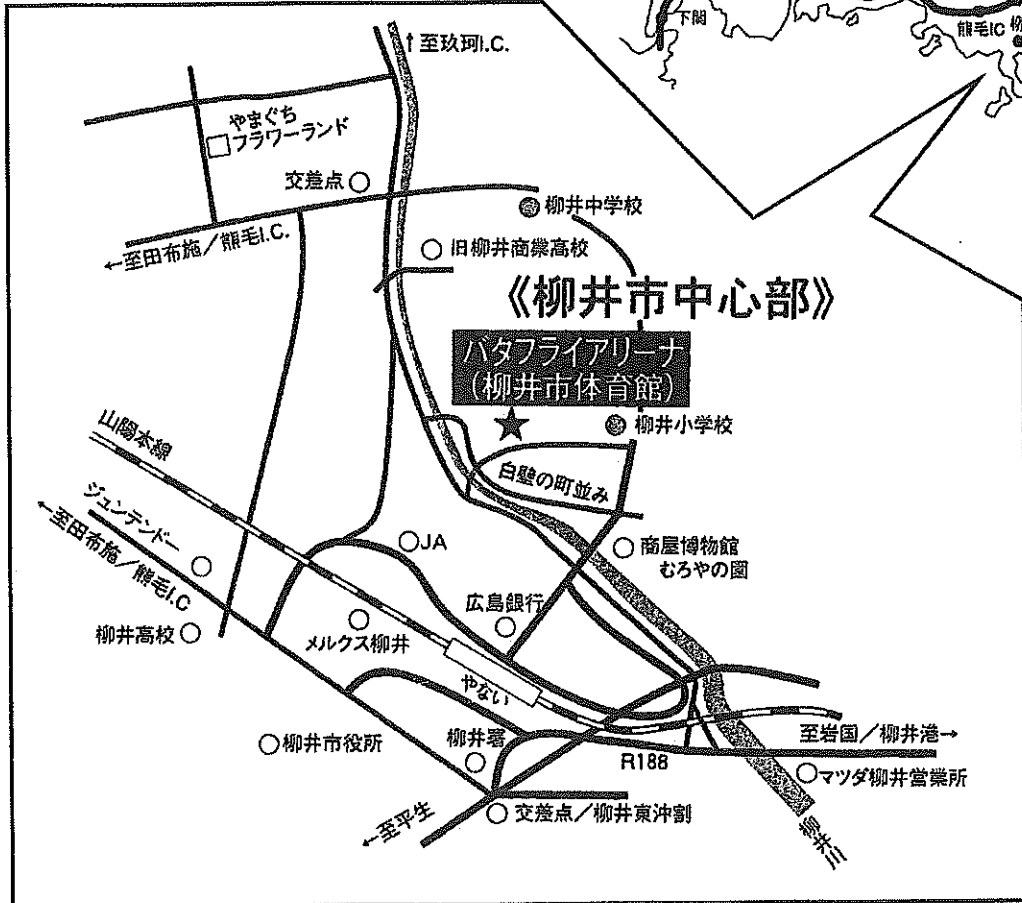 下関
熊毛IC
柳
↑至玖珂I.C.
やまぐち
フラワーランド
交差点
柳井中学校
←至田布施/熊毛I.C.
旧柳井商業高校
《柳井市中心部》
バタフライアリーナ
(柳井市体育館)
柳井小学校
山陽本線
白壁の町並み
ジュンテンドー
←至田布施/熊毛I.C
JA
商屋博物館
むろやの園
広島銀行
柳井高校
メルクス柳井
やない
柳井市役所
柳井署
至岩国/柳井港→
R188
マツダ柳井営業所
交差点/柳井東沖割
←至平生
柳井川